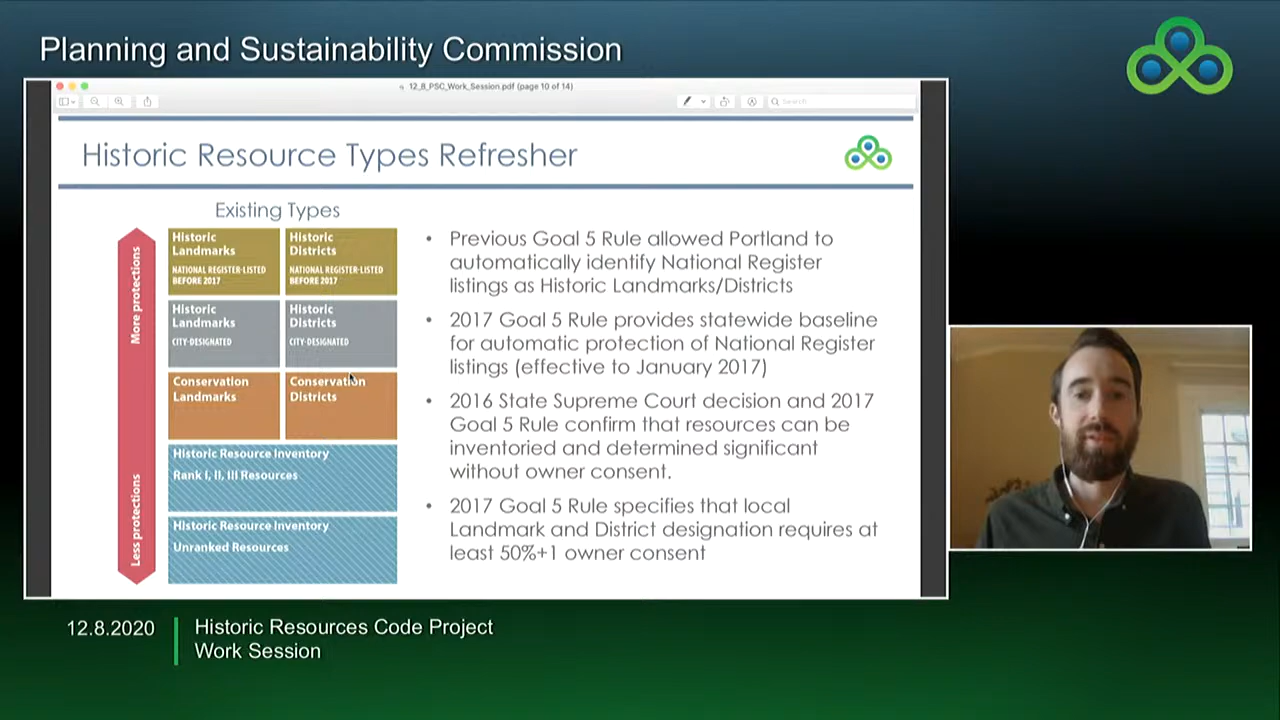 Planning and Sustainability Commission
12_8_PSC_Work_Session.pdf (page 10 of 14)
Search
Historic Resource Types Refresher
Existing Types
More protections
Less protections
Historic
Landmarks
NATIONAL REGISTER-LISTED
BEFORE 2017
Historic
Districts
NATIONAL REGISTER-LISTED
BEFORE 2017
Historic
Landmarks
CITY-DESIGNATED
Historic
Districts
CITY-DESIGNATED
Conservation
Landmarks
Conservation
Districts
Historic Resource Inventory
Rank I, II, III Resources
Historic Resource Inventory
Unranked Resources
• Previous Goal 5 Rule allowed Portland to
automatically identify National Register
listings as Historic Landmarks/Districts
• 2017 Goal 5 Rule provides statewide baseline
for automatic protection of National Register
listings (effective to January 2017)
• 2016 State Supreme Court decision and 2017
Goal 5 Rule confirm that resources can be
inventoried and determined significant
without owner consent.
• 2017 Goal 5 Rule specifies that local
Landmark and District designation requires at
least 50%+1 owner consent
12.8.2020
Historic Resources Code Project
Work Session